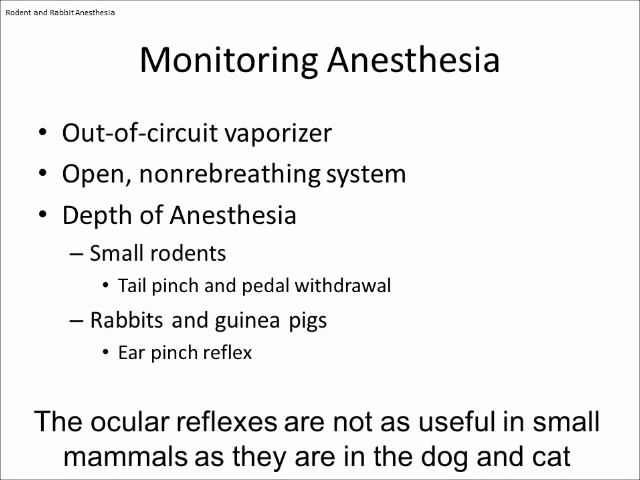 Rodent and Rabbit Anesthesia
Monitoring Anesthesia
• Out-of-circuit vaporizer
• Open, nonrebreathing system
• Depth of Anesthesia
– Small rodents
• Tail pinch and pedal withdrawal
– Rabbits and guinea pigs
• Ear pinch reflex
The ocular reflexes are not as useful in small
mammals as they are in the dog and cat